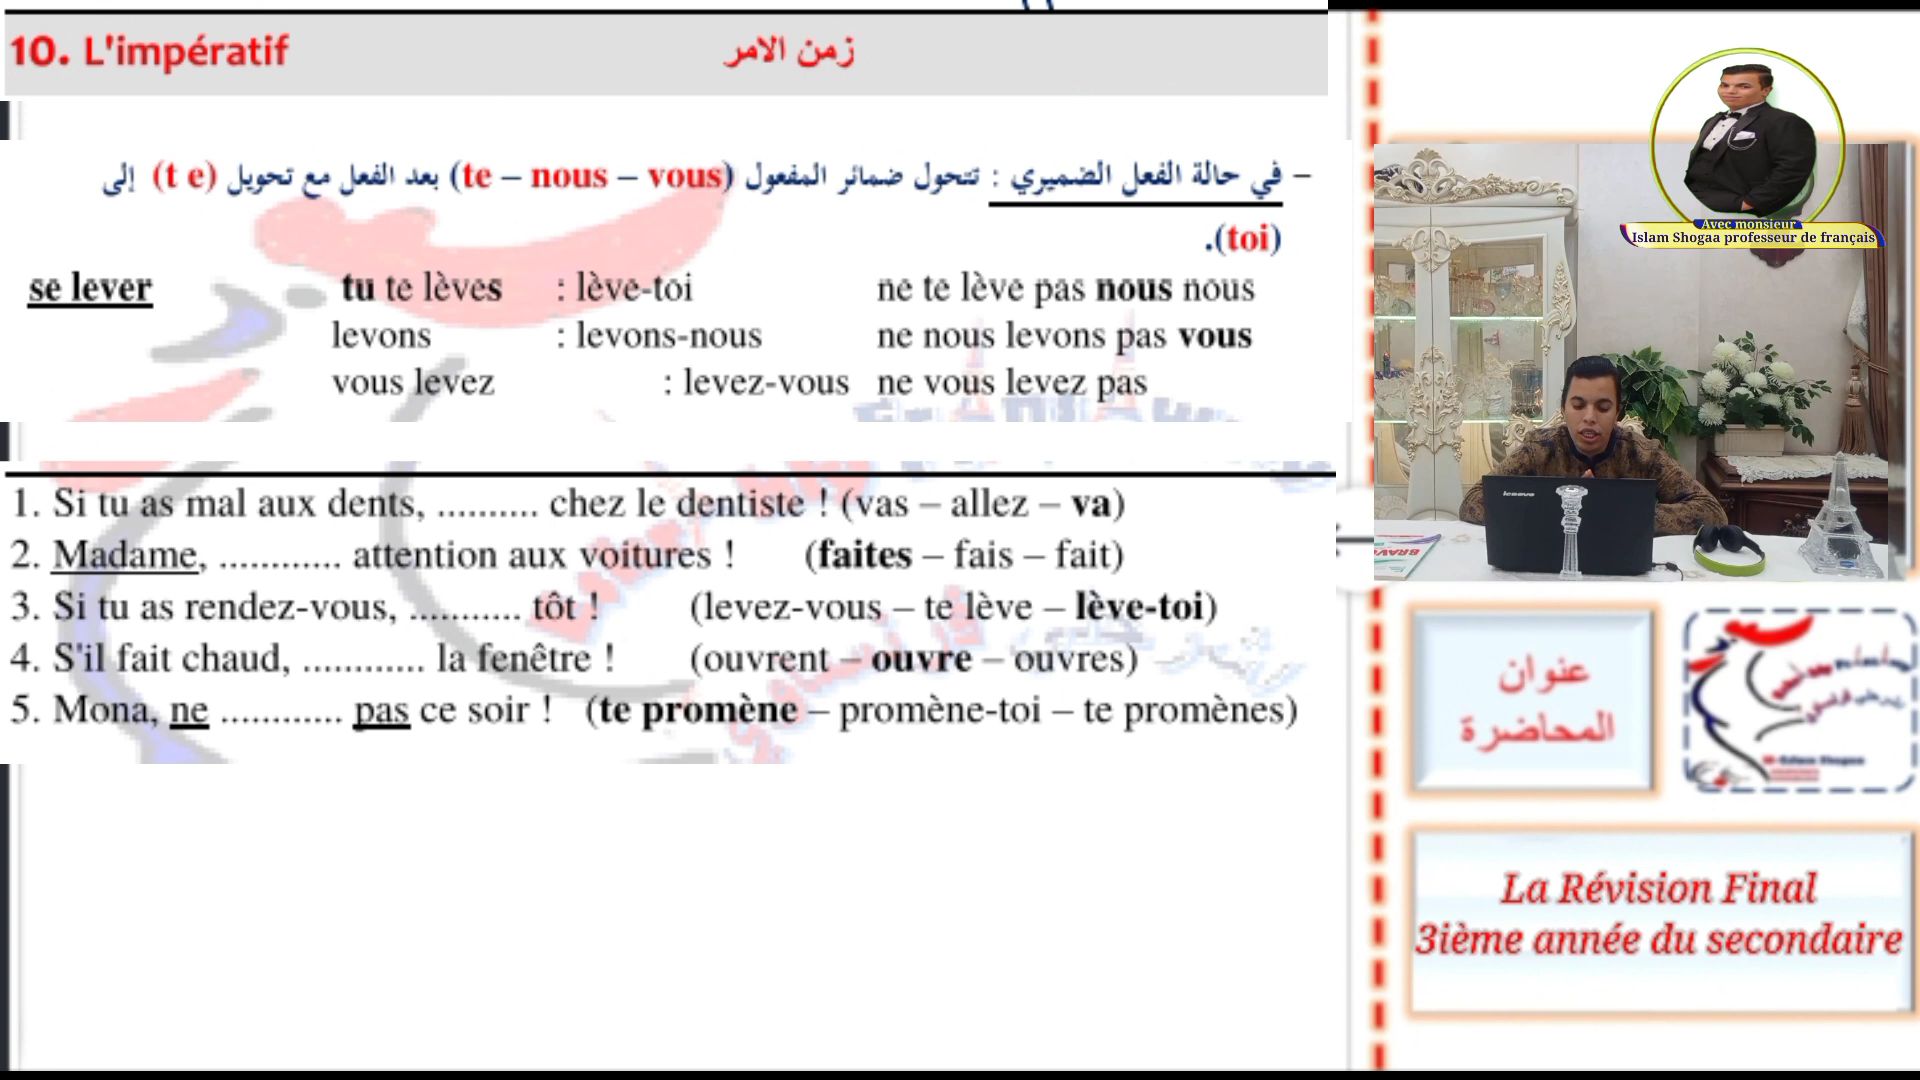 10. L'impératif زمن الامر
– في حالة الفعل الضميري : تتحول ضمائر المفعول (te – nous – vous) بعد الفعل مع تحويل (t e) إلى
(toi).
se lever tu te lèves : lève-toi ne te lève pas nous nous
levons : levons-nous ne nous levons pas vous
vous levez : levez-vous ne vous levez pas
1. Si tu as mal aux dents, .......... chez le dentiste ! (vas – allez – va)
2. Madame, ............ attention aux voitures ! (faites – fais – fait)
3. Si tu as rendez-vous, ........... tôt ! (levez-vous – te lève – lève-toi)
4. S'il fait chaud, ............ la fenêtre ! (ouvrent – ouvre – ouvres)
5. Mona, ne ............ pas ce soir ! (te promène – promène-toi – te promènes)
Avec monsieur
Islam Shogaa professeur de français
lenovo
عنوان
المحاضرة
La Révision Final
3ième année du secondaire